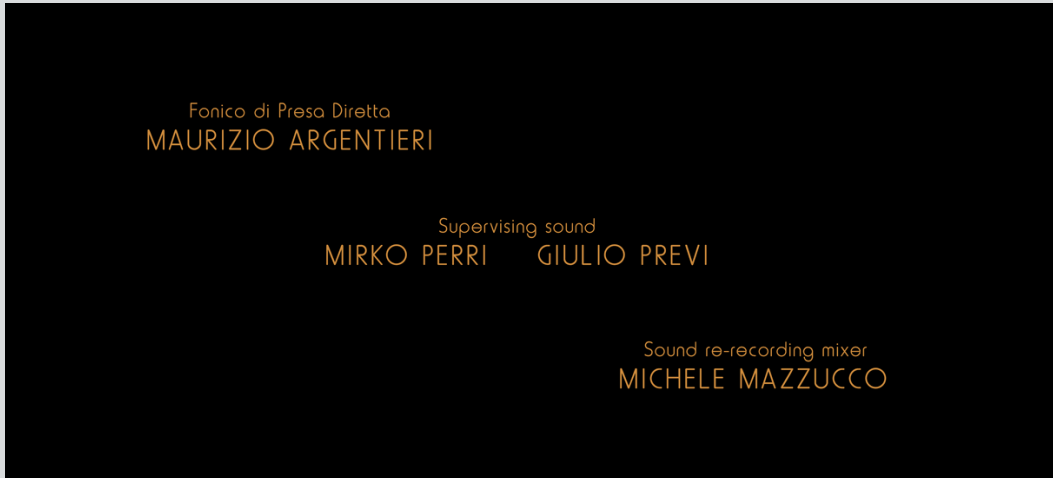 Fonico di Presa Diretta
MAURIZIO ARGENTIERI
Supervising sound
MIRKO PERRI GIULIO PREVI
Sound re-recording mixer
MICHELE MAZZUCCO